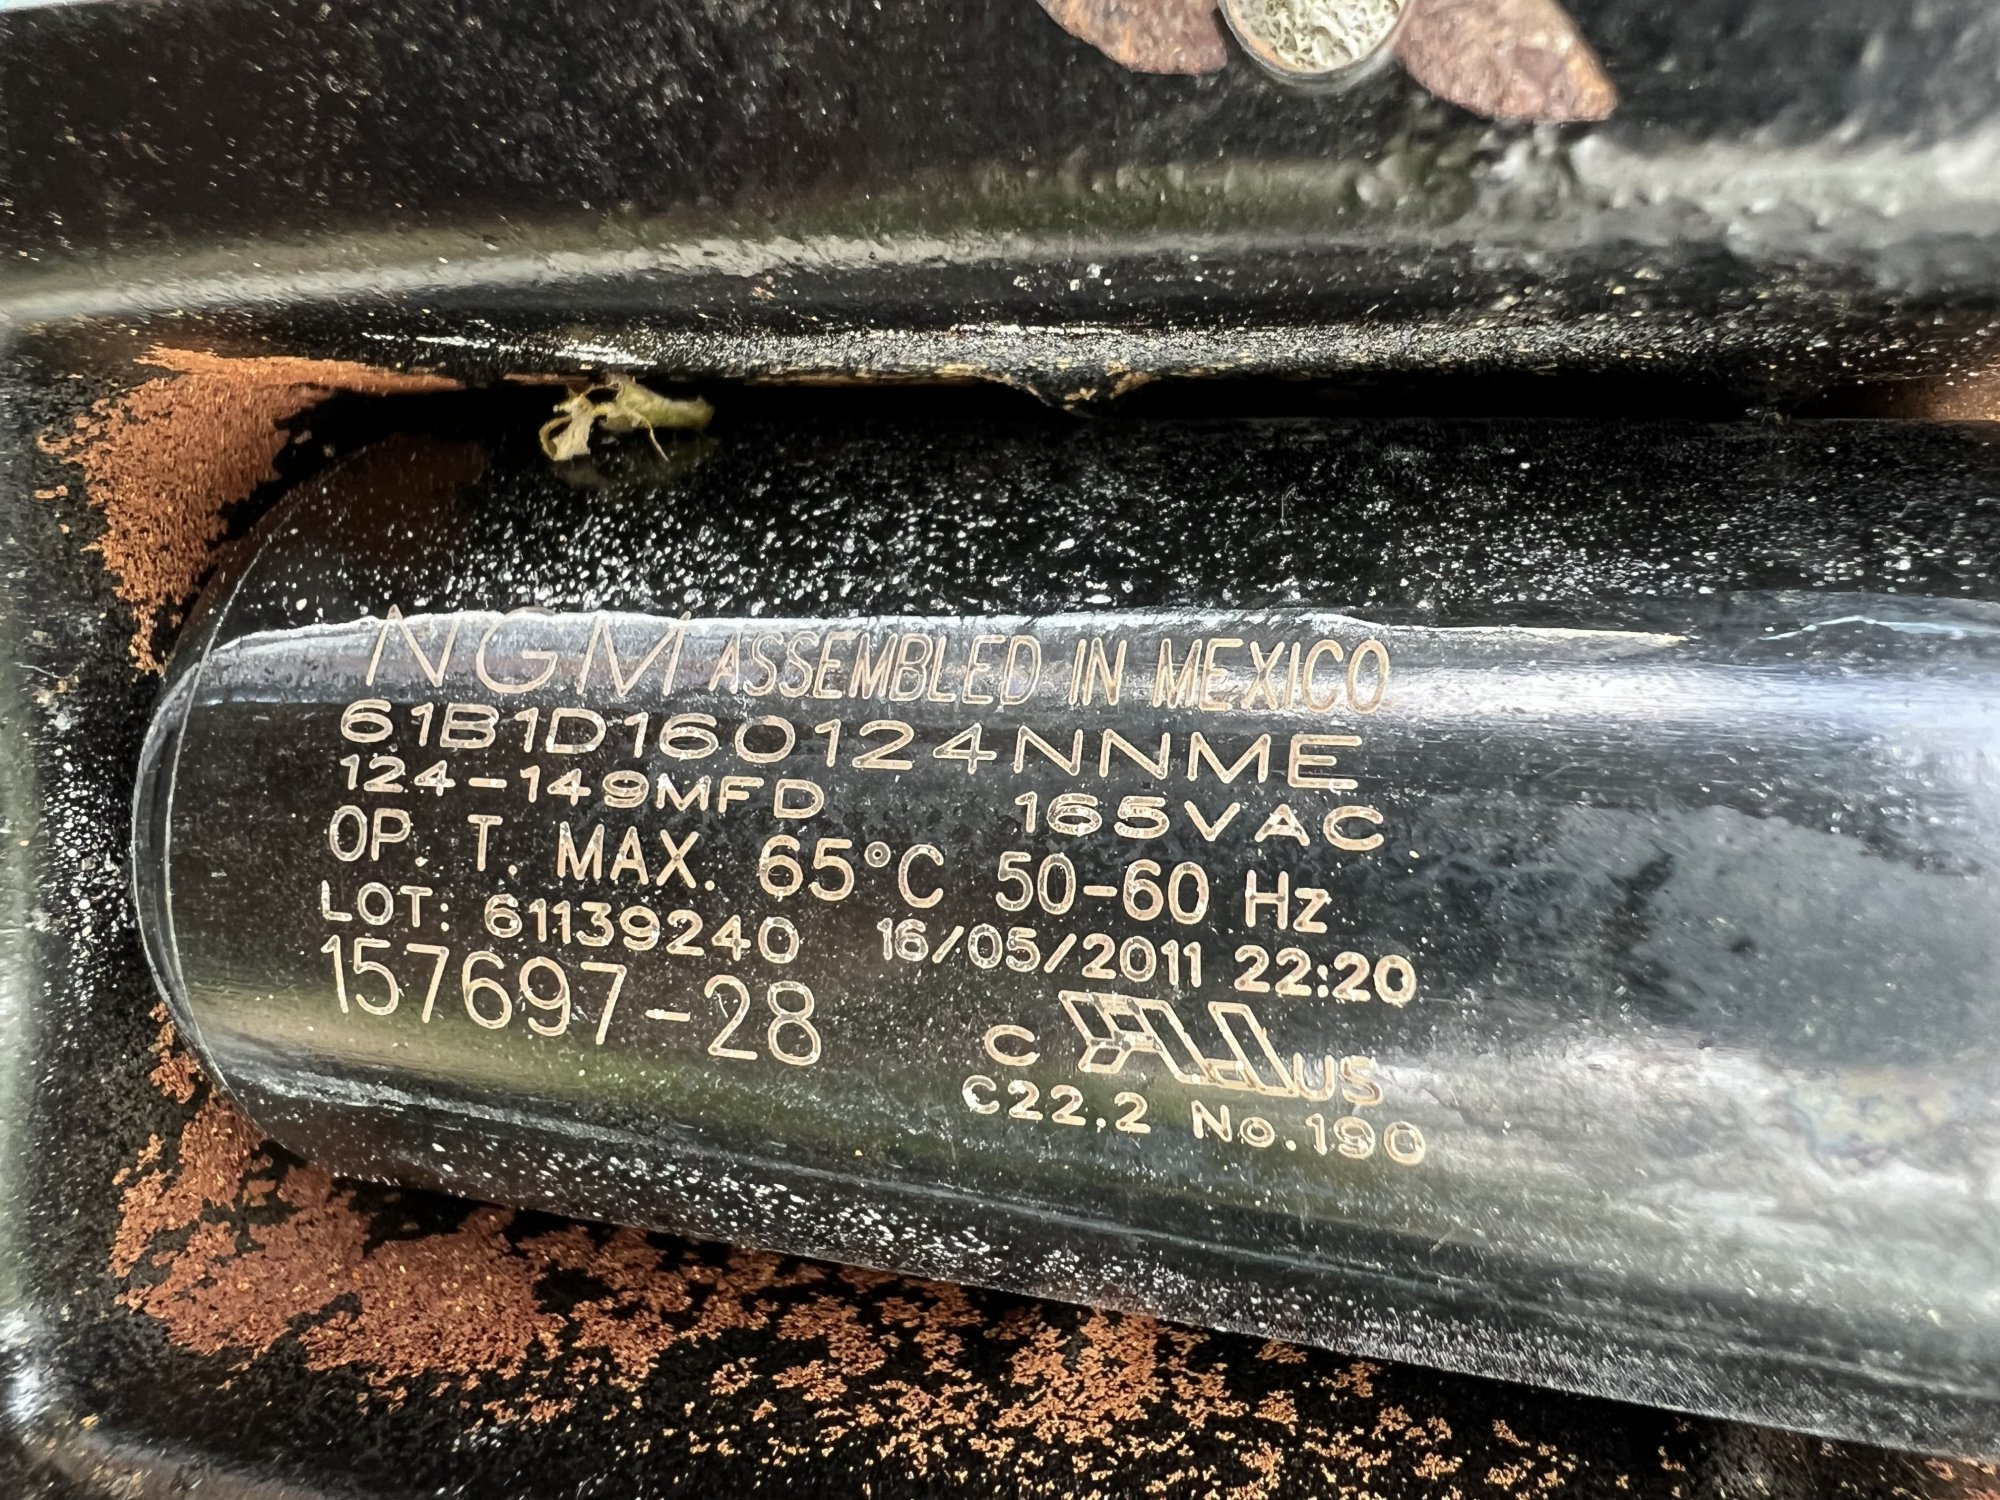 NGM ASSEMBLED IN MEXICO
61B1D160124NNME
124-149MFD 165VAC
OP. T. MAX. 65°C 50-60 Hz
LOT: 61139240 16/05/2011 22:20
157697-28
C RU US
C22.2 No.190